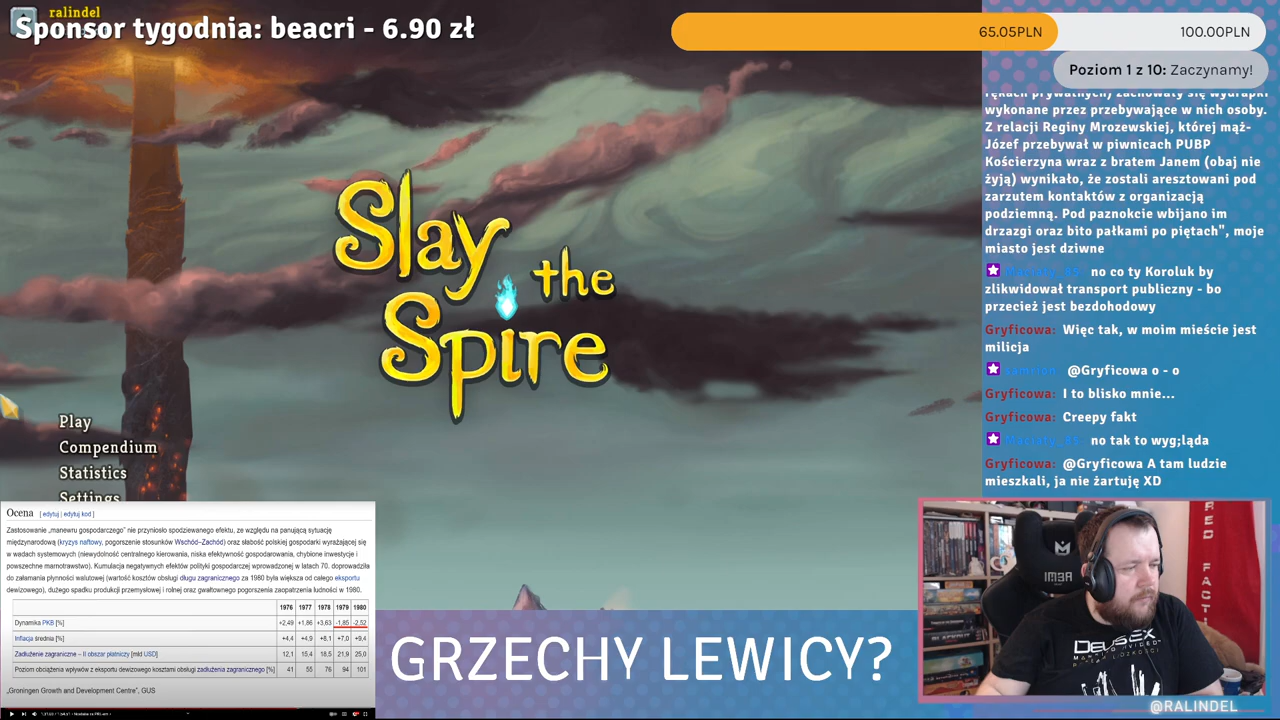 ralindel
Sponsor tygodnia: beacri - 6.90 zł
65.05PLN
100.00PLN
Poziom 1 z 10: Zaczynamy!
wykonane przez przebywające w nich osoby.
Z relacji Reginy Mrozewskiej, której mąż-
Józef przebywał w piwnicach PUBP
Kościerzyna wraz z bratem Janem (obaj nie
żyją) wynikało, że zostali aresztowani pod
zarzutem kontaktów z organizacją
podziemną. Pod paznokcie wbijano im
drzazgi oraz bito pałkami po piętach", moje
miasto jest dziwne
no co ty Koroluk by
zlikwidował transport publiczny - bo
przecież jest bezdohodowy
Gryficowa: Więc tak, w moim mieście jest
milicja
@Gryficowa o - o
Gryficowa: I to blisko mnie...
Gryficowa: Creepy fakt
no tak to wyg;ląda
Gryficowa: @Gryficowa A tam ludzie
mieszkali, ja nie żartuję XD
Slay
the
Spire
Play
Compendium
Statistics
Settings
Ocena [ edytuj | edytuj kod ]
Zastosowanie „manewru gospodarczego” nie przyniosło spodziewanego efektu, ze względu na panującą sytuację
międzynarodową (kryzys naftowy, pogorszenie stosunków Wschód–Zachód) oraz słabość polskiej gospodarki wyrażającej się
w wadach systemowych (niewydolność centralnego kierowania, niska efektywność gospodarowania, chybione inwestycje i
powszechne marnotrawstwo). Kumulacja negatywnych efektów polityki gospodarczej wprowadzonej w latach 70. doprowadziła
do załamania płynności walutowej (wartość kosztów obsługi długu zagranicznego za 1980 była większa od całego eksportu
dewizowego), dużego spadku produkcji przemysłowej i rolnej oraz gwałtownego pogorszenia zaopatrzenia ludności w 1980.
1976 1977 1978 1979 1980
Dynamika PKB [%] +2,49 +1,86 +3,63 -1,85 -2,52
Inflacja średnia [%] +4,4 +4,9 +8,1 +7,0 +9,4
Zadłużenie zagraniczne – II obszar płatniczy [mld USD] 12,1 15,4 18,5 21,9 25,0
Poziom obciążenia wpływów z eksportu dewizowego kosztami obsługi zadłużenia zagranicznego [%] 41 55 76 94 101
„Groningen Growth and Development Centre”, GUS
GRZECHY LEWICY?
RED FACT
DEUS EX
@RALINDEL